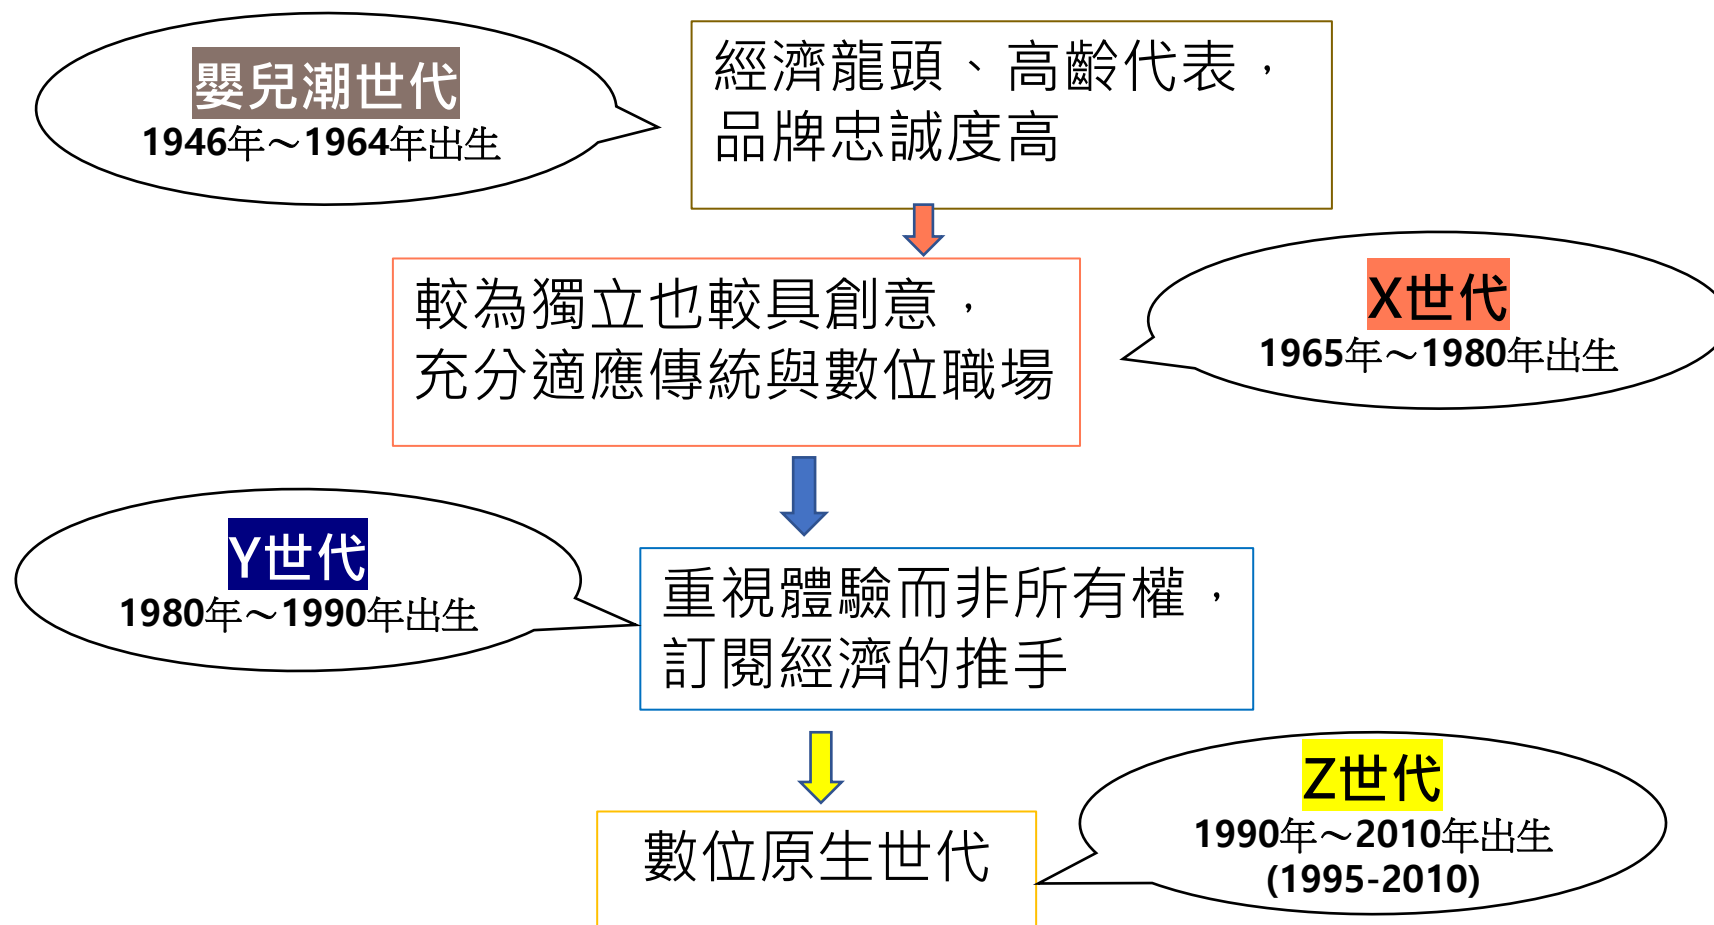 嬰兒潮世代
1946年～1964年出生
經濟龍頭、高齡代表，
品牌忠誠度高
較為獨立也較具創意，
充分適應傳統與數位職場
X世代
1965年～1980年出生
Y世代
1980年～1990年出生
重視體驗而非所有權，
訂閱經濟的推手
數位原生世代
Z世代
1990年～2010年出生
(1995-2010)